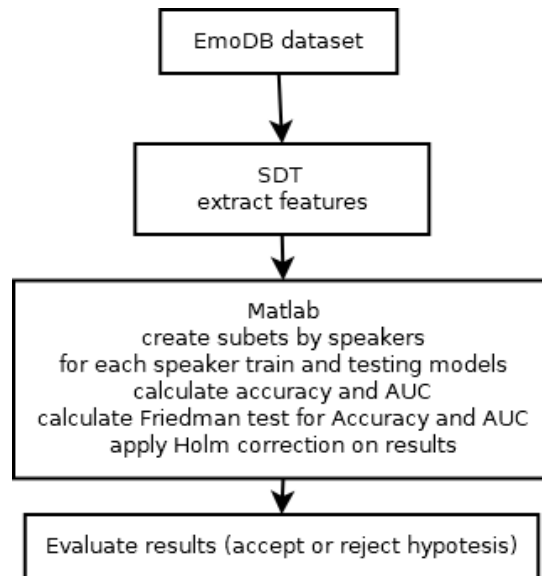 EmoDB dataset
SDT
extract features
Matlab
create subets by speakers
for each speaker train and testing models
calculate accuracy and AUC
calculate Friedman test for Accuracy and AUC
apply Holm correction on results
Evaluate results (accept or reject hypotesis)